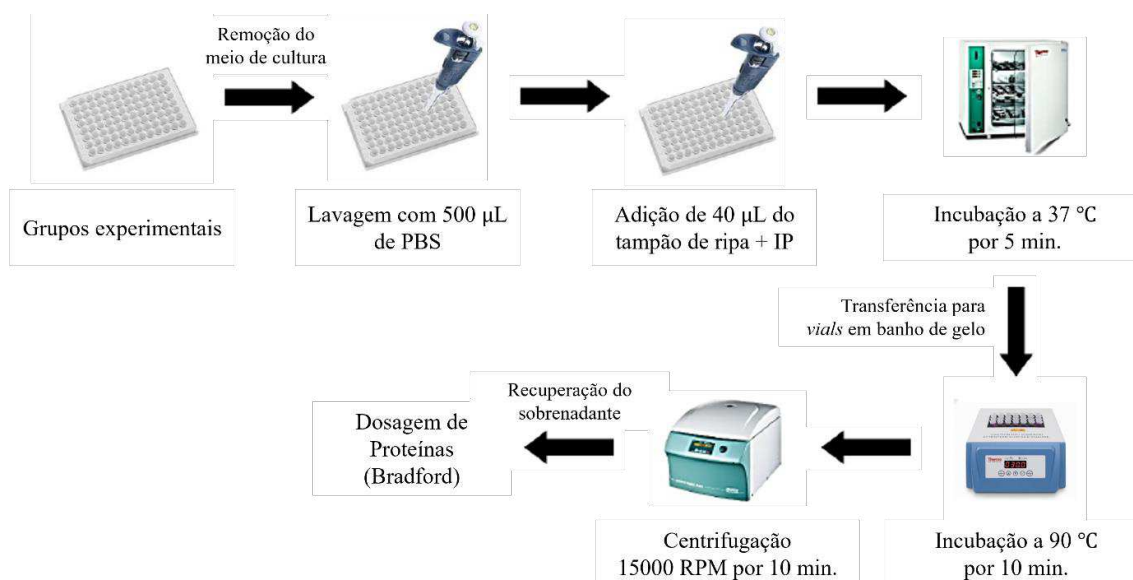 Remoção do
meio de cultura
Grupos experimentais
Lavagem com 500 μL
de PBS
Adição de 40 μL do
tampão de ripa + IP
Incubação a 37 °C
por 5 min.
Transferência para
vials em banho de gelo
Incubação a 90 °C
por 10 min.
Centrifugação
15000 RPM por 10 min.
Recuperação do
sobrenadante
Dosagem de
Proteínas
(Bradford)